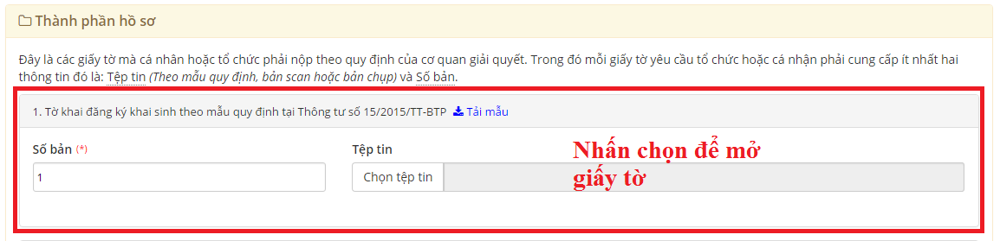 Thành phần hồ sơ
Đây là các giấy tờ mà cá nhân hoặc tổ chức phải nộp theo quy định của cơ quan giải quyết. Trong đó mỗi giấy tờ yêu cầu tổ chức hoặc cá nhận phải cung cấp ít nhất hai
thông tin đó là: Tệp tin (Theo mẫu quy định, bản scan hoặc bản chụp) và Số bản.
1. Tờ khai đăng ký khai sinh theo mẫu quy định tại Thông tư số 15/2015/TT-BTP Tải mẫu
Số bản (*)
Tệp tin
1
Chọn tệp tin
Nhấn chọn để mở
giấy tờ